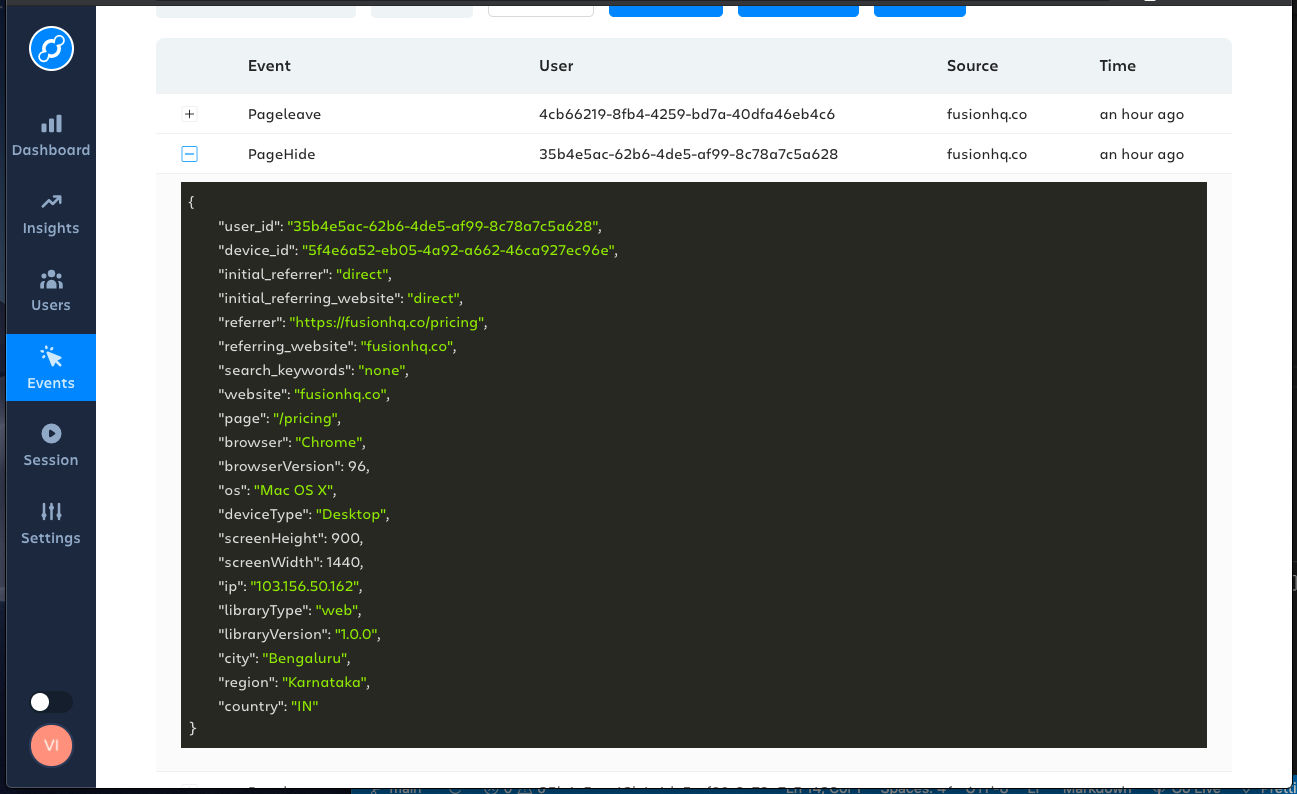 Event User Source Time
Pageleave 4cb66219-8fb4-4259-bd7a-40dfa46eb4c6 fusionhq.co an hour ago
PageHide 35b4e5ac-62b6-4de5-af99-8c78a7c5a628 fusionhq.co an hour ago
{
"user_id": "35b4e5ac-62b6-4de5-af99-8c78a7c5a628",
"device_id": "5f4e6a52-eb05-4a92-a662-46ca927ec96e",
"initial_referrer": "direct",
"initial_referring_website": "direct",
"referrer": "https://fusionhq.co/pricing",
"referring_website": "fusionhq.co",
"search_keywords": "none",
"website": "fusionhq.co",
"page": "/pricing",
"browser": "Chrome",
"browserVersion": 96,
"os": "Mac OS X",
"deviceType": "Desktop",
"screenHeight": 900,
"screenWidth": 1440,
"ip": "103.156.50.162",
"libraryType": "web",
"libraryVersion": "1.0.0",
"city": "Bengaluru",
"region": "Karnataka",
"country": "IN"
}
Dashboard
Insights
Users
Events
Session
Settings
VI
main
Markdown
Go Live